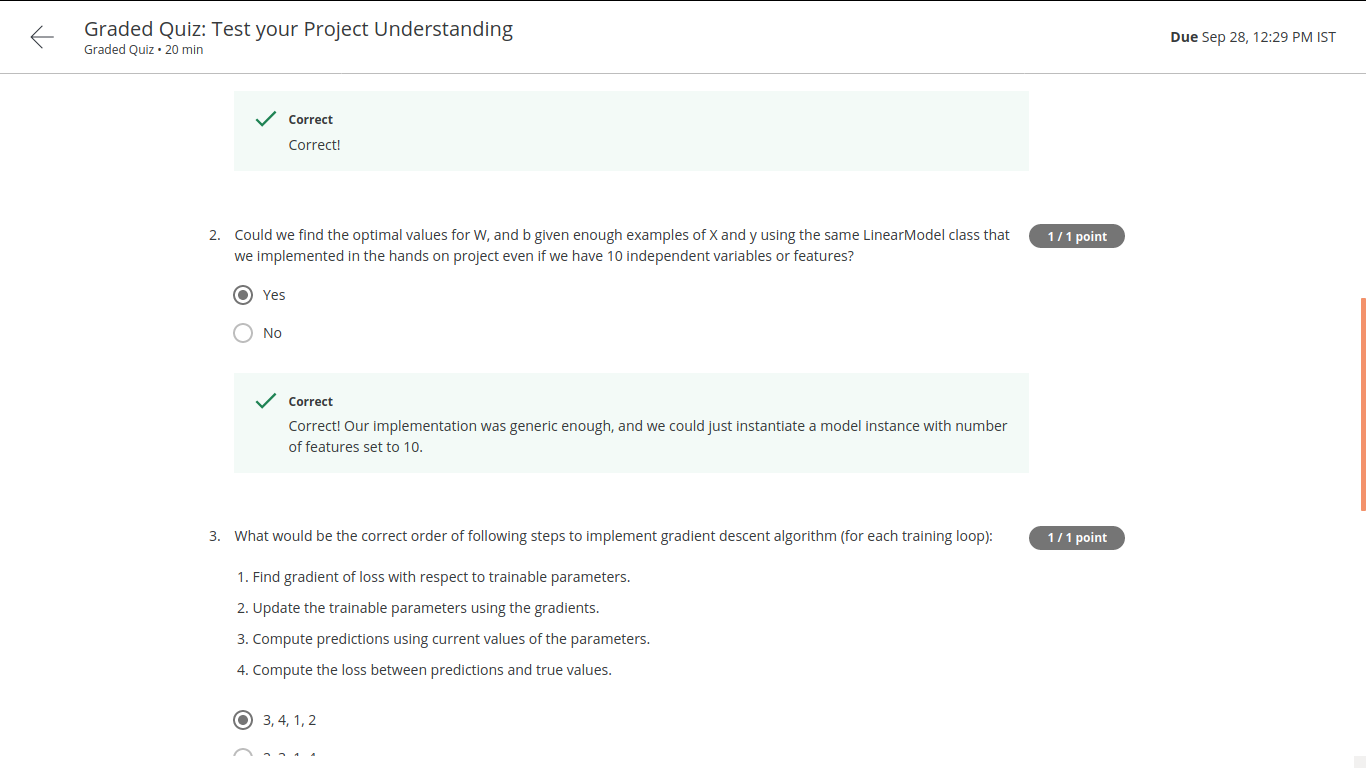 Graded Quiz: Test your Project Understanding
Graded Quiz • 20 min
Due Sep 28, 12:29 PM IST
Correct
Correct!
2. Could we find the optimal values for W, and b given enough examples of X and y using the same LinearModel class that
we implemented in the hands on project even if we have 10 independent variables or features?
1 / 1 point
Yes
No
Correct
Correct! Our implementation was generic enough, and we could just instantiate a model instance with number
of features set to 10.
3. What would be the correct order of following steps to implement gradient descent algorithm (for each training loop):
1 / 1 point
1. Find gradient of loss with respect to trainable parameters.
2. Update the trainable parameters using the gradients.
3. Compute predictions using current values of the parameters.
4. Compute the loss between predictions and true values.
3, 4, 1, 2